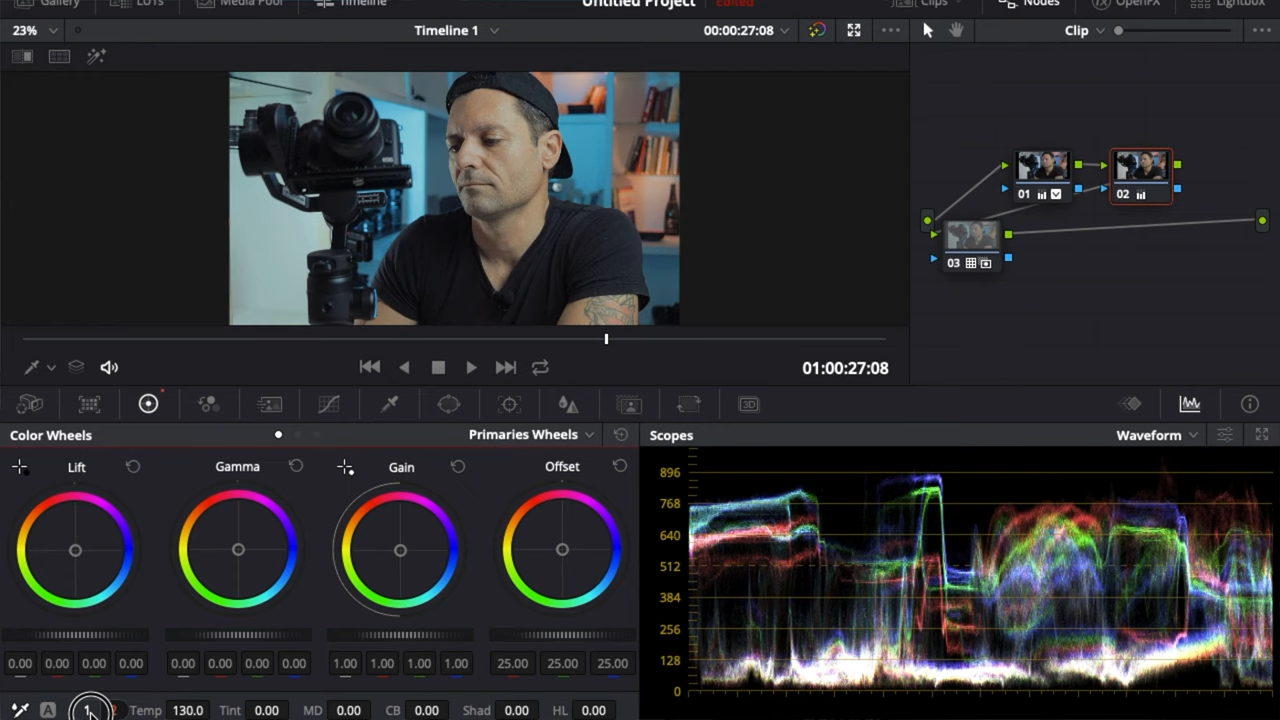 Gallery LUTs Media Pool Timeline Untitled Project Edited Clips Nodes OpenFX Lightbox
23% Timeline 1 00:00:27:08 Clip
01 02
03
01:00:27:08
Color Wheels Primaries Wheels Scopes Waveform
Lift Gamma Gain Offset
896
768
640
512
384
256
128
0
0.00 0.00 0.00 0.00 0.00 0.00 0.00 0.00 1.00 1.00 1.00 1.00 25.00 25.00 25.00
A 1 2 Temp 130.0 Tint 0.00 MD 0.00 CB 0.00 Shad 0.00 HL 0.00